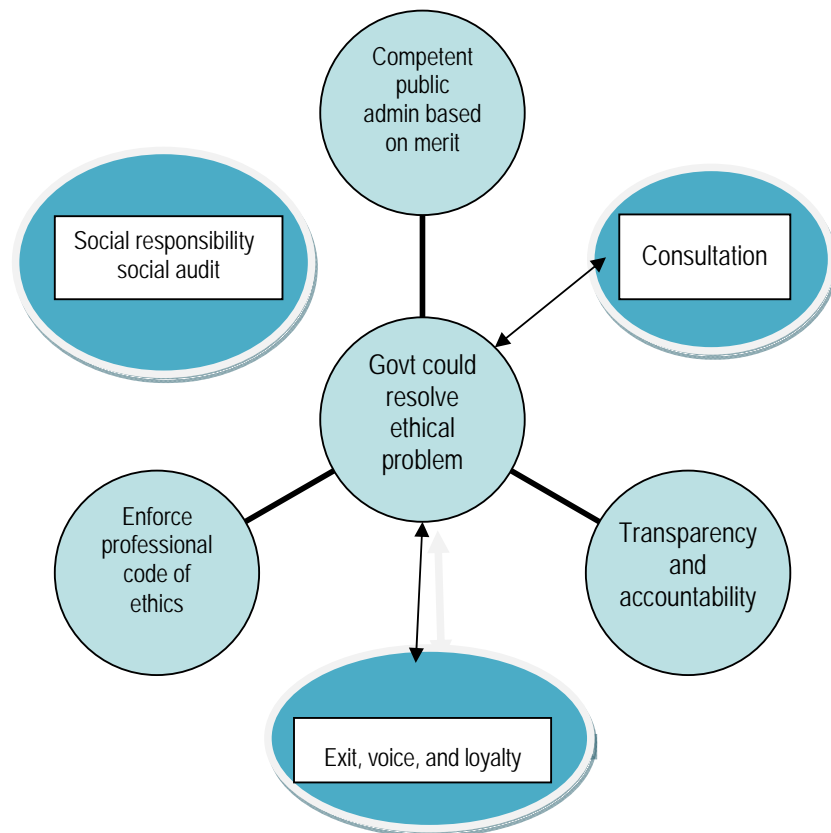 Competent
public
admin based
on merit
Social responsibility
social audit
Consultation
Govt could
resolve
ethical
problem
Enforce
professional
code of
ethics
Transparency
and
accountability
Exit, voice, and loyalty